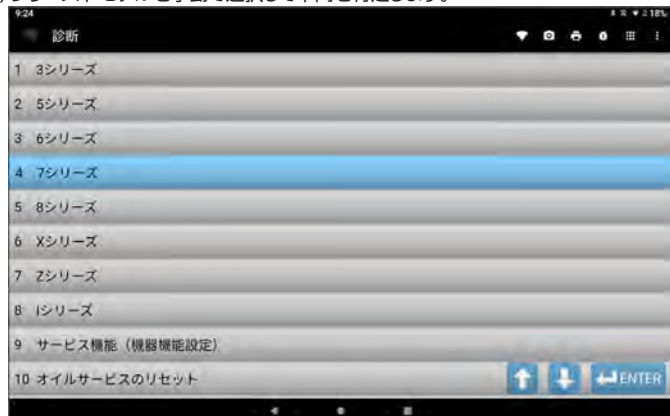 9:24
18%
診断
1 3シリーズ
2 5シリーズ
3 6シリーズ
4 7シリーズ
5 8シリーズ
6 Xシリーズ
7 Zシリーズ
8 Iシリーズ
9 サービス機能（機器機能設定）
10 オイルサービスのリセット
ENTER